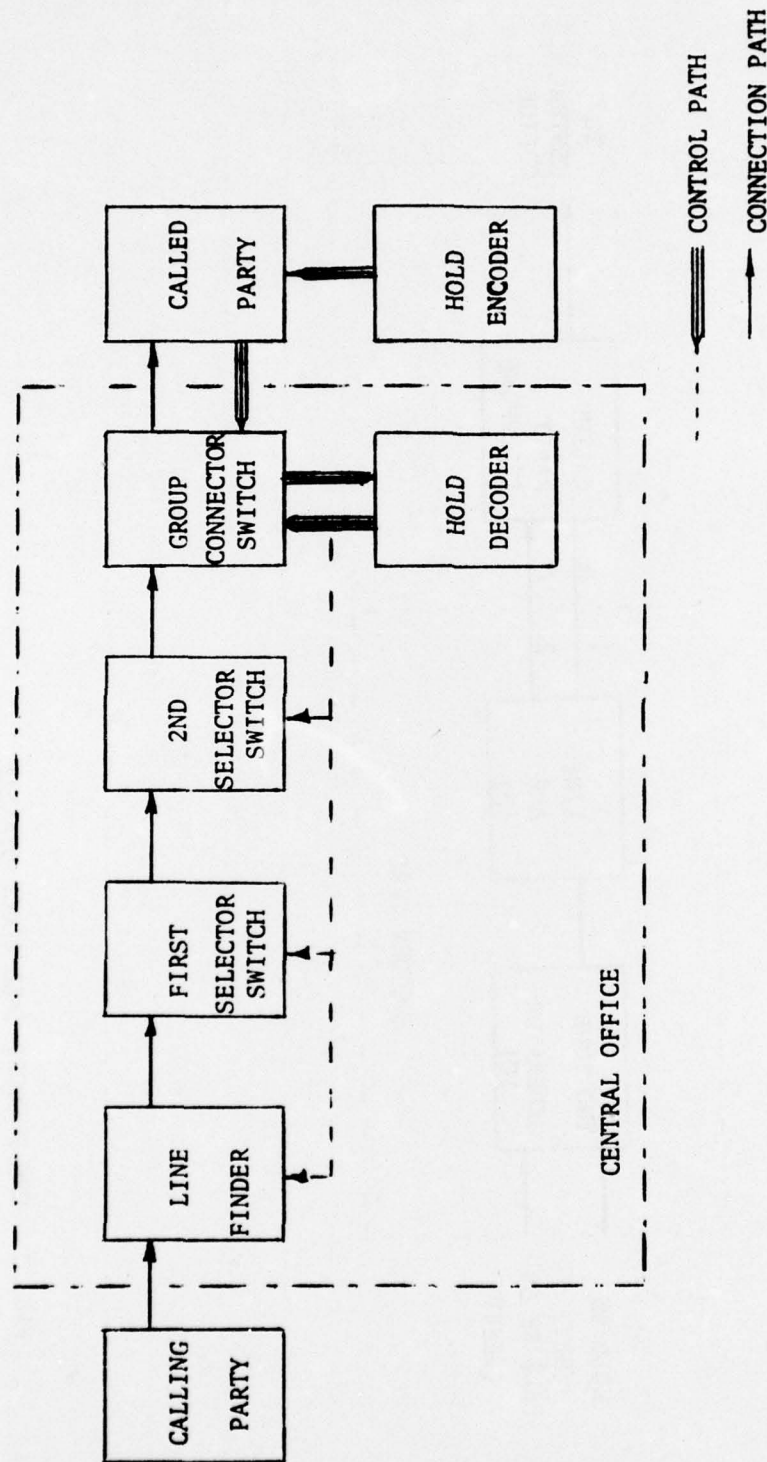 CALLING
PARTY
LINE
FINDER
FIRST
SELECTOR
SWITCH
2ND
SELECTOR
SWITCH
GROUP
CONNECTOR
SWITCH
CALLED
PARTY
HOLD
DECODER
HOLD
ENCODER
CENTRAL OFFICE
CONTROL PATH
CONNECTION PATH